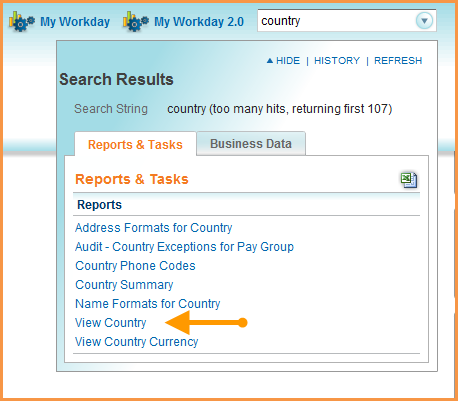 My Workday My Workday 2.0 country
▲ HIDE | HISTORY | REFRESH
Search Results
Search String country (too many hits, returning first 107)
Reports & Tasks Business Data
Reports & Tasks
Reports
Address Formats for Country
Audit - Country Exceptions for Pay Group
Country Phone Codes
Country Summary
Name Formats for Country
View Country
View Country Currency